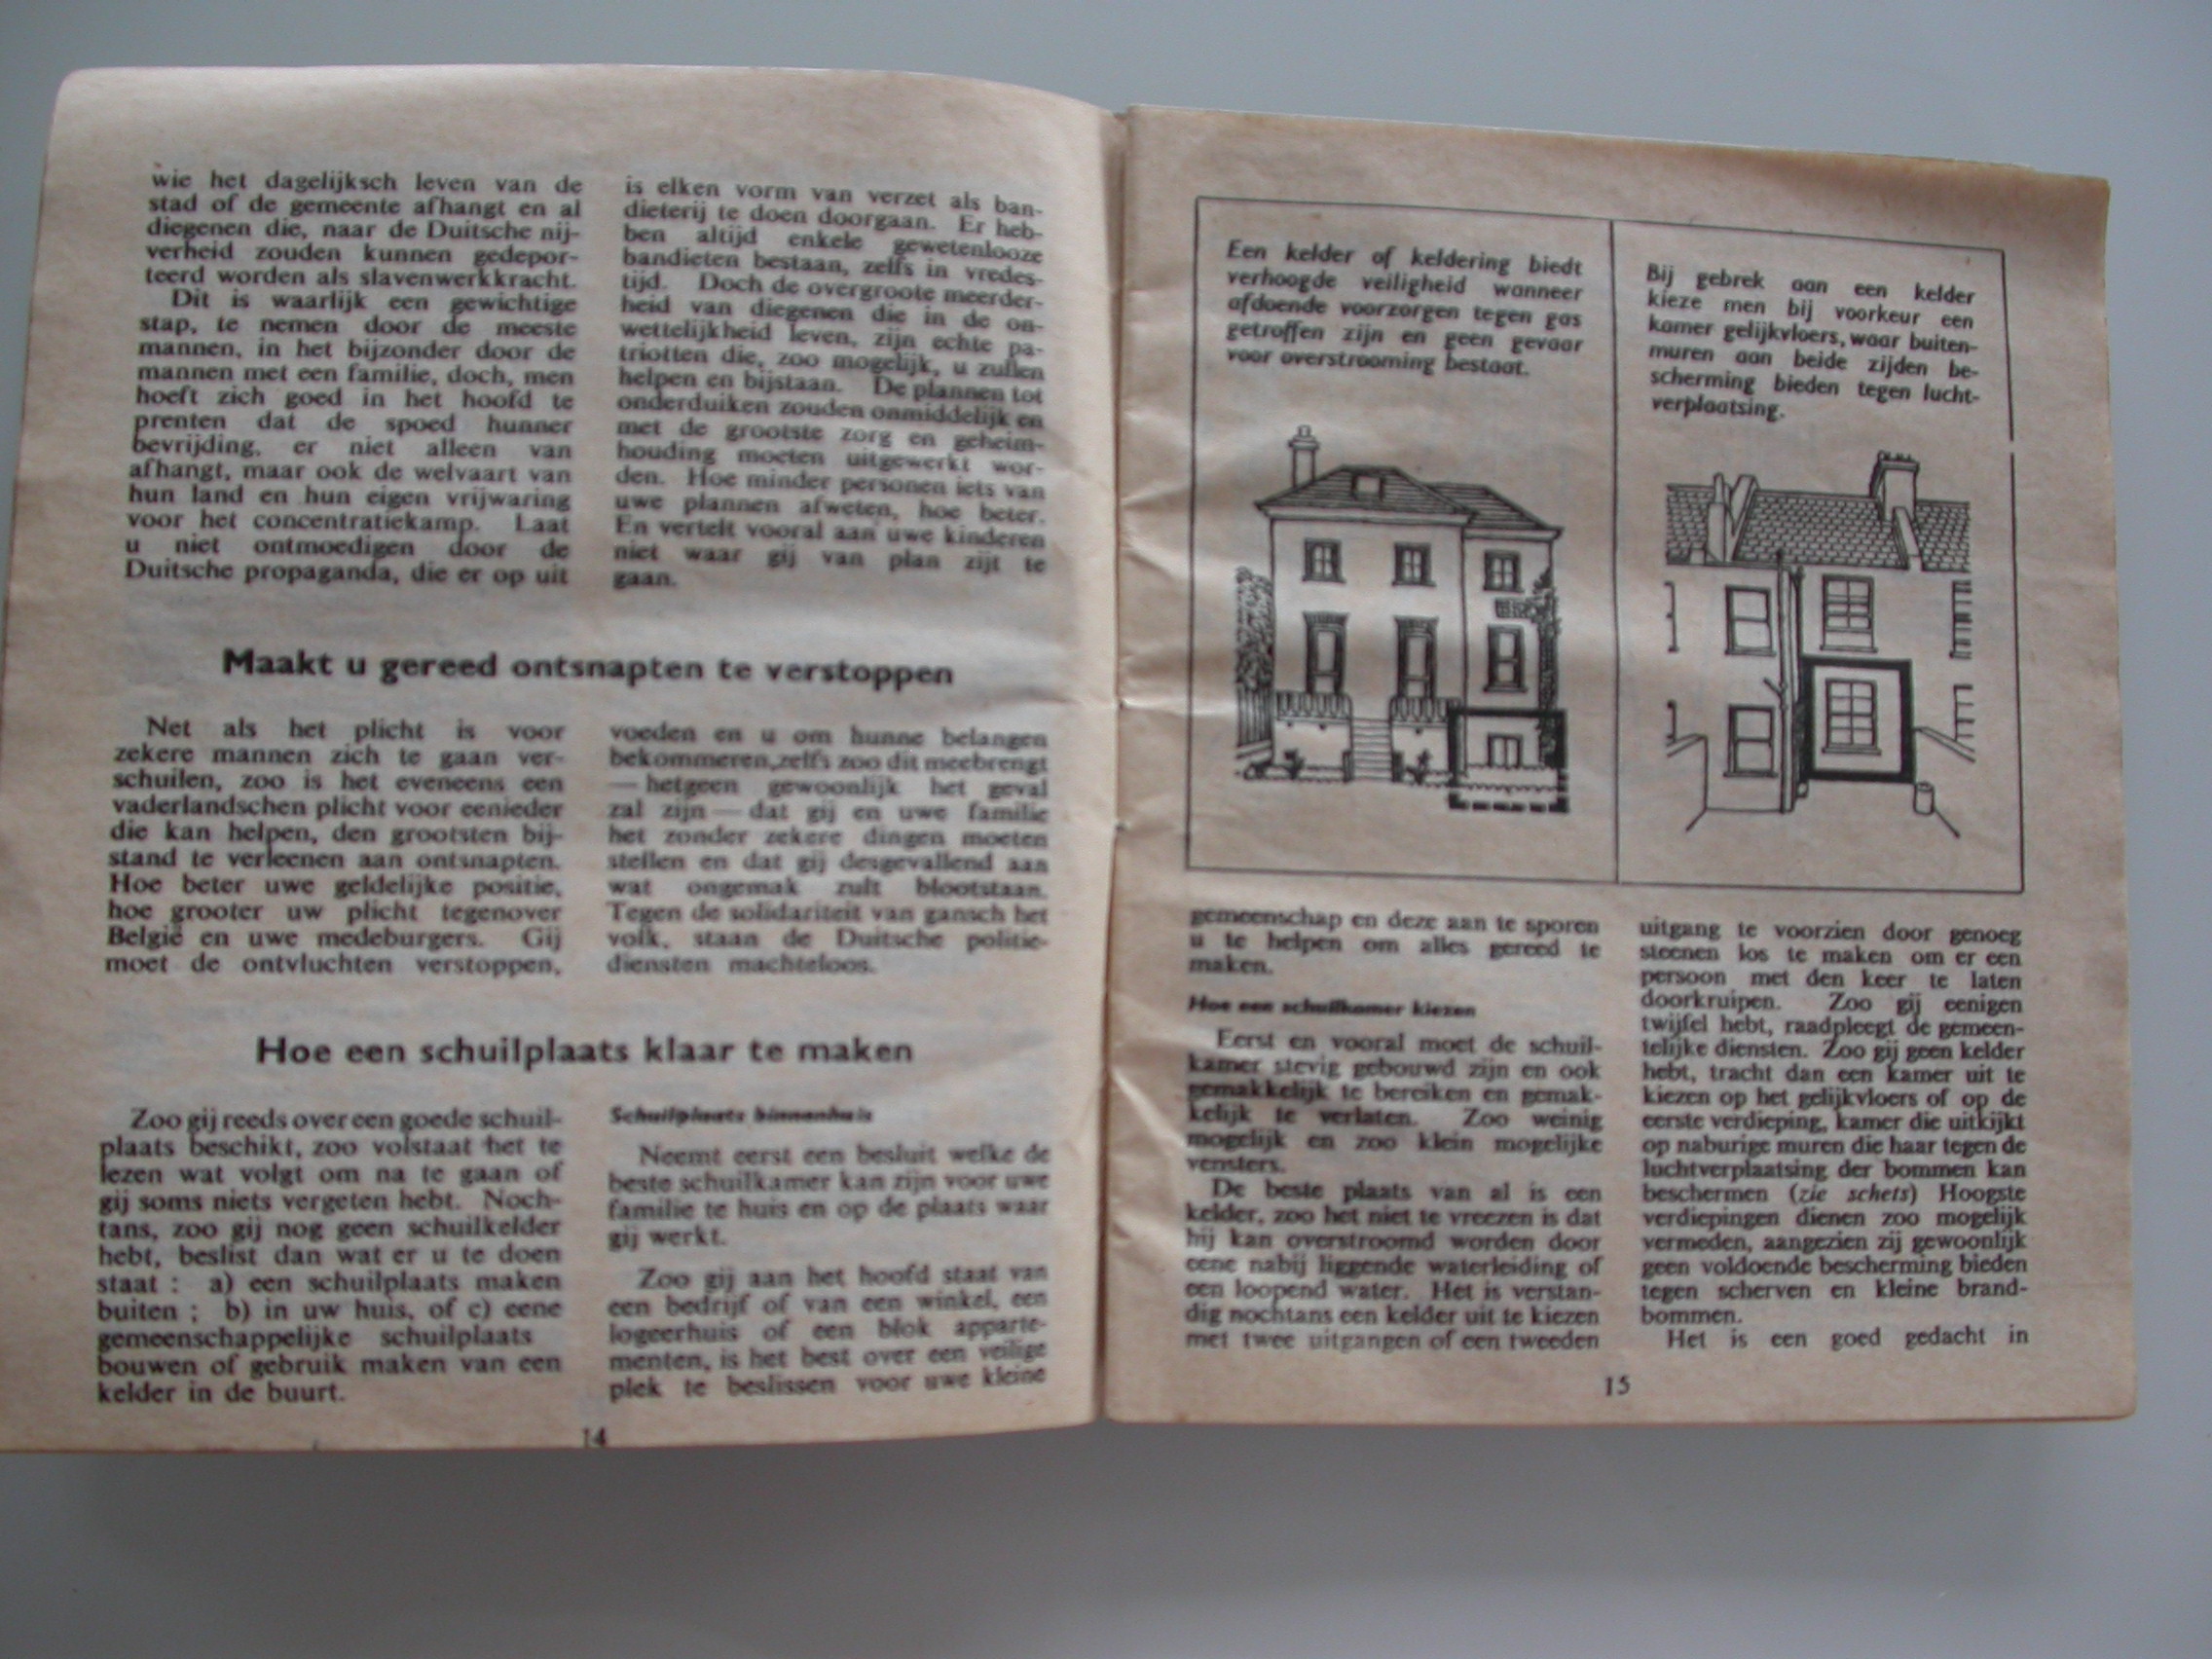 wie het dagelijksch leven van de
stad of de gemeente afhangt en al
diegenen die, naar de Duitsche nij-
verheid zouden kunnen gedepor-
teerd worden als slavenwerkkracht.
Dit is waarlijk een gewichtige
stap, te nemen door de meeste
mannen, in het bijzonder door de
mannen met een familie, doch, men
hoeft zich goed in het hoofd te
prenten dat de spoed hunner
bevrijding, er niet alleen van
afhangt, maar ook de welvaart van
hun land en hun eigen vrijwaring
voor het concentratiekamp. Laat
u niet ontmoedigen door de
Duitsche propaganda, die er op uit
is elken vorm van verzet als ban-
dieterij te doen doorgaan. Er heb-
ben altijd enkele gewetenlooze
bandieten bestaan, zelfs in vredes-
tijd. Doch de overgroote meerder-
heid van diegenen die in de on-
wettelijkheid leven, zijn echte pa-
triotten die, zoo mogelijk, u zullen
helpen en bijstaan. De plannen tot
onderduiken zouden onmiddelijk en
met de grootste zorg en geheim-
houding moeten uitgewerkt wor-
den. Hoe minder personen iets van
uwe plannen afweten, hoe beter.
En vertelt vooral aan uwe kinderen
niet waar gij van plan zijt te
gaan.
Maakt u gereed ontsnapten te verstoppen
Net als het plicht is voor
zekere mannen zich te gaan ver-
schuilen, zoo is het eveneens een
vaderlandschen plicht voor eenieder
die kan helpen, den grootsten bij-
stand te verleenen aan ontsnapten.
Hoe beter uwe geldelijke positie,
hoe grooter uw plicht tegenover
België en uwe medeburgers. Gij
moet de ontvluchten verstoppen,
voeden en u om hunne belangen
bekommeren, zelfs zoo dit meebrengt
— hetgeen gewoonlijk het geval
zal zijn — dat gij en uwe familie
het zonder zekere dingen moeten
stellen en dat gij desgevallend aan
wat ongemak zult blootstaan.
Tegen de solidariteit van gansch het
volk, staan de Duitsche politie-
diensten machteloos.
Hoe een schuilplaats klaar te maken
Zoo gij reeds over een goede schuil-
plaats beschikt, zoo volstaat het te
lezen wat volgt om na te gaan of
gij soms niets vergeten hebt. Noch-
tans, zoo gij nog geen schuilkelder
hebt, beslist dan wat er u te doen
staat : a) een schuilplaats maken
buiten ; b) in uw huis, of c) eene
gemeenschappelijke schuilplaats
bouwen of gebruik maken van een
kelder in de buurt.
Schuilplaats binnenhuis
Neemt eerst een besluit welke de
beste schuilkamer kan zijn voor uwe
familie te huis en op de plaats waar
gij werkt.
Zoo gij aan het hoofd staat van
een bedrijf of van een winkel, een
logeerhuis of een blok apparte-
menten, is het best over een veilige
plek te beslissen voor uwe kleine
14
Een kelder of keldering biedt
verhoogde veiligheid wanneer
afdoende voorzorgen tegen gas
getroffen zijn en geen gevaar
voor overstrooming bestaat.
Bij gebrek aan een kelder
kieze men bij voorkeur een
kamer gelijkvloers, waar buiten-
muren aan beide zijden be-
scherming bieden tegen lucht-
verplaatsing.
gemeenschap en deze aan te sporen
u te helpen om alles gereed te
maken.
Hoe een schuilkamer kiezen
Eerst en vooral moet de schuil-
kamer stevig gebouwd zijn en ook
gemakkelijk te bereiken en gemak-
kelijk te verlaten. Zoo weinig
mogelijk en zoo klein mogelijke
vensters.
De beste plaats van al is een
kelder, zoo het niet te vreezen is dat
hij kan overstroomd worden door
eene nabij liggende waterleiding of
een loopend water. Het is verstan-
dig nochtans een kelder uit te kiezen
met twee uitgangen of een tweeden
uitgang te voorzien door genoeg
steenen los te maken om er een
persoon met den keer te laten
doorkruipen. Zoo gij eenigen
twijfel hebt, raadpleegt de gemeen-
telijke diensten. Zoo gij geen kelder
hebt, tracht dan een kamer uit te
kiezen op het gelijkvloers of op de
eerste verdieping, kamer die uitkijkt
op naburige muren die haar tegen de
luchtverplaatsing der bommen kan
beschermen (zie schets) Hoogste
verdiepingen dienen zoo mogelijk
vermeden, aangezien zij gewoonlijk
geen voldoende bescherming bieden
tegen scherven en kleine brand-
bommen.
Het is een goed gedacht in
15